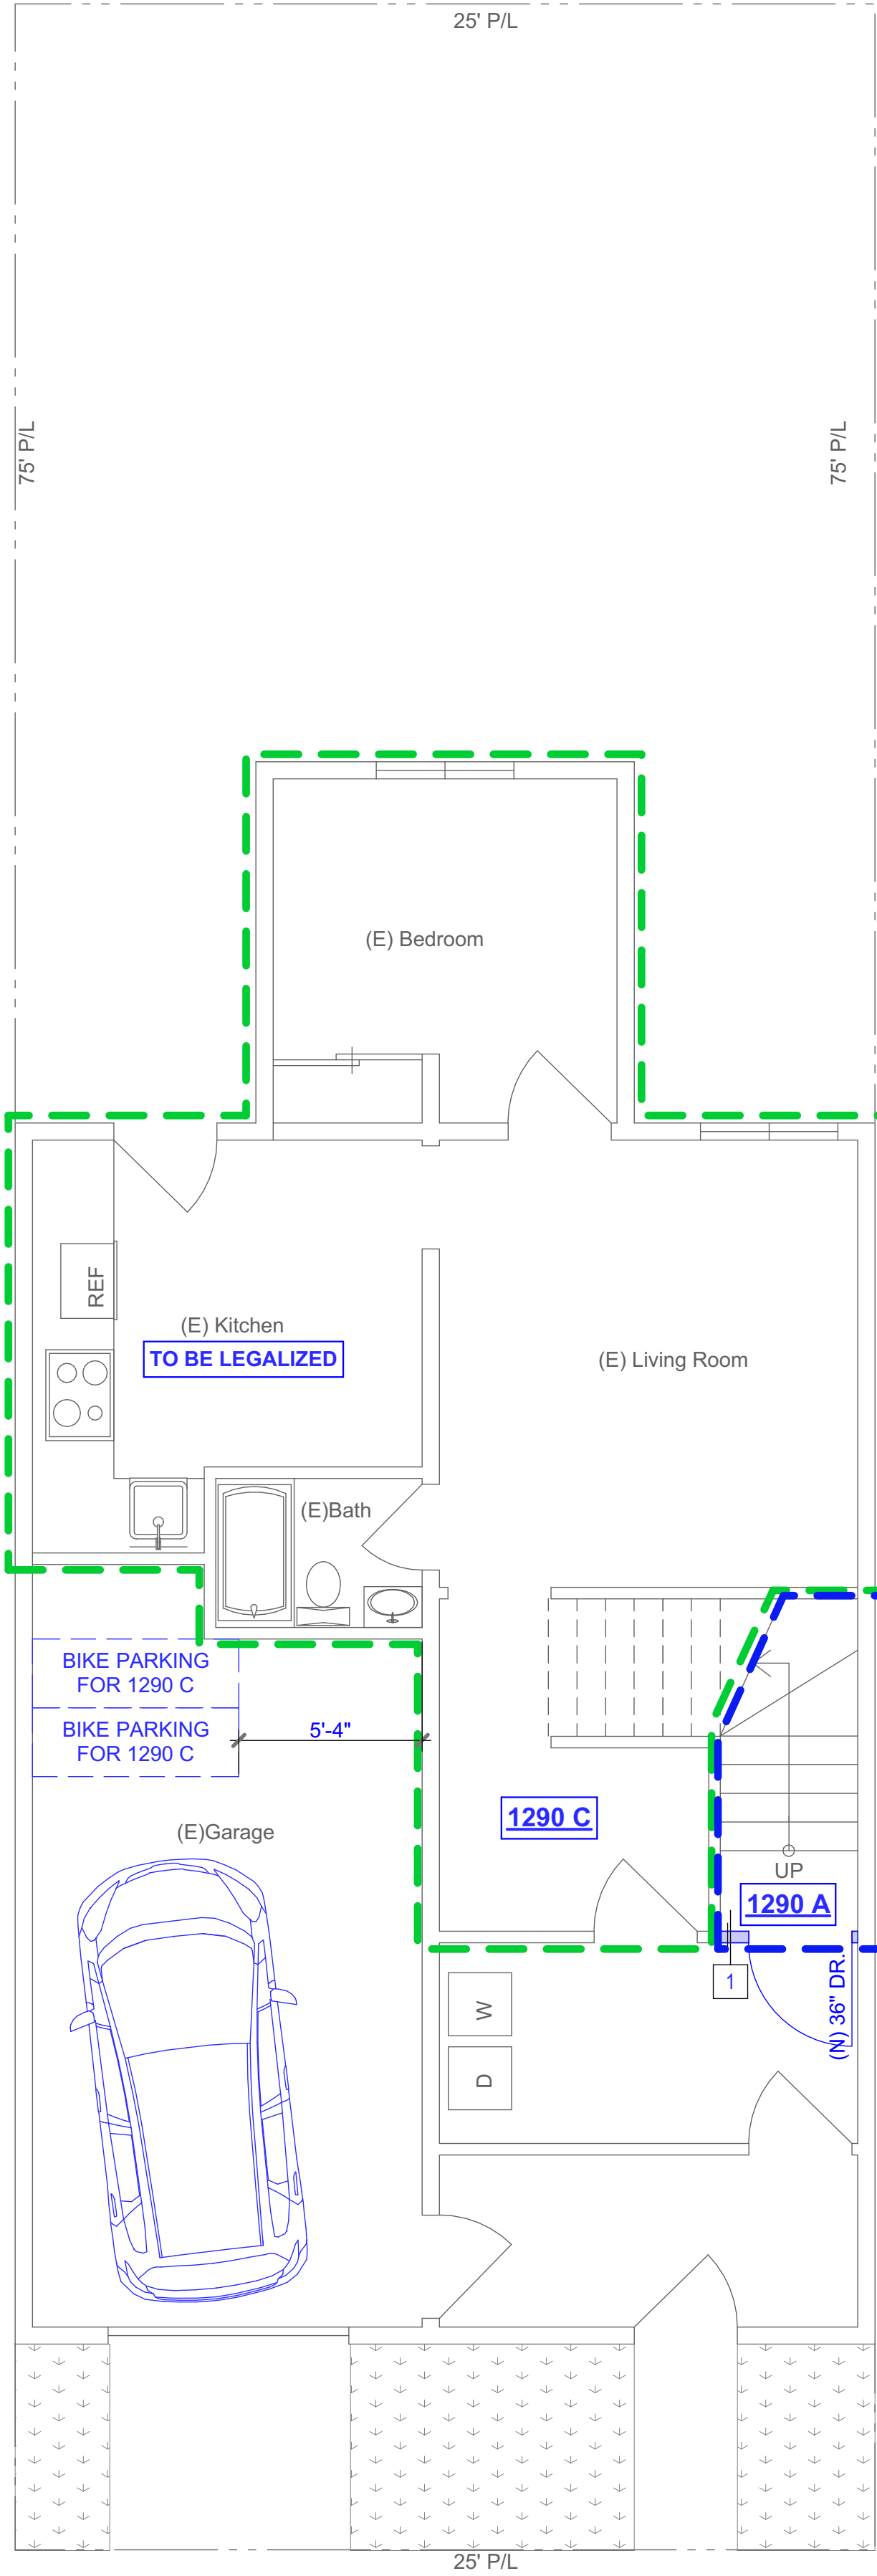 25' P/L
75' P/L
75' P/L
(E) Bedroom
REF
(E) Kitchen
TO BE LEGALIZED
(E) Living Room
(E)Bath
BIKE PARKING
FOR 1290 C
BIKE PARKING
FOR 1290 C
5'-4"
(E)Garage
1290 C
UP
1290 A
1
(N) 36" DR.
W
D
25' P/L